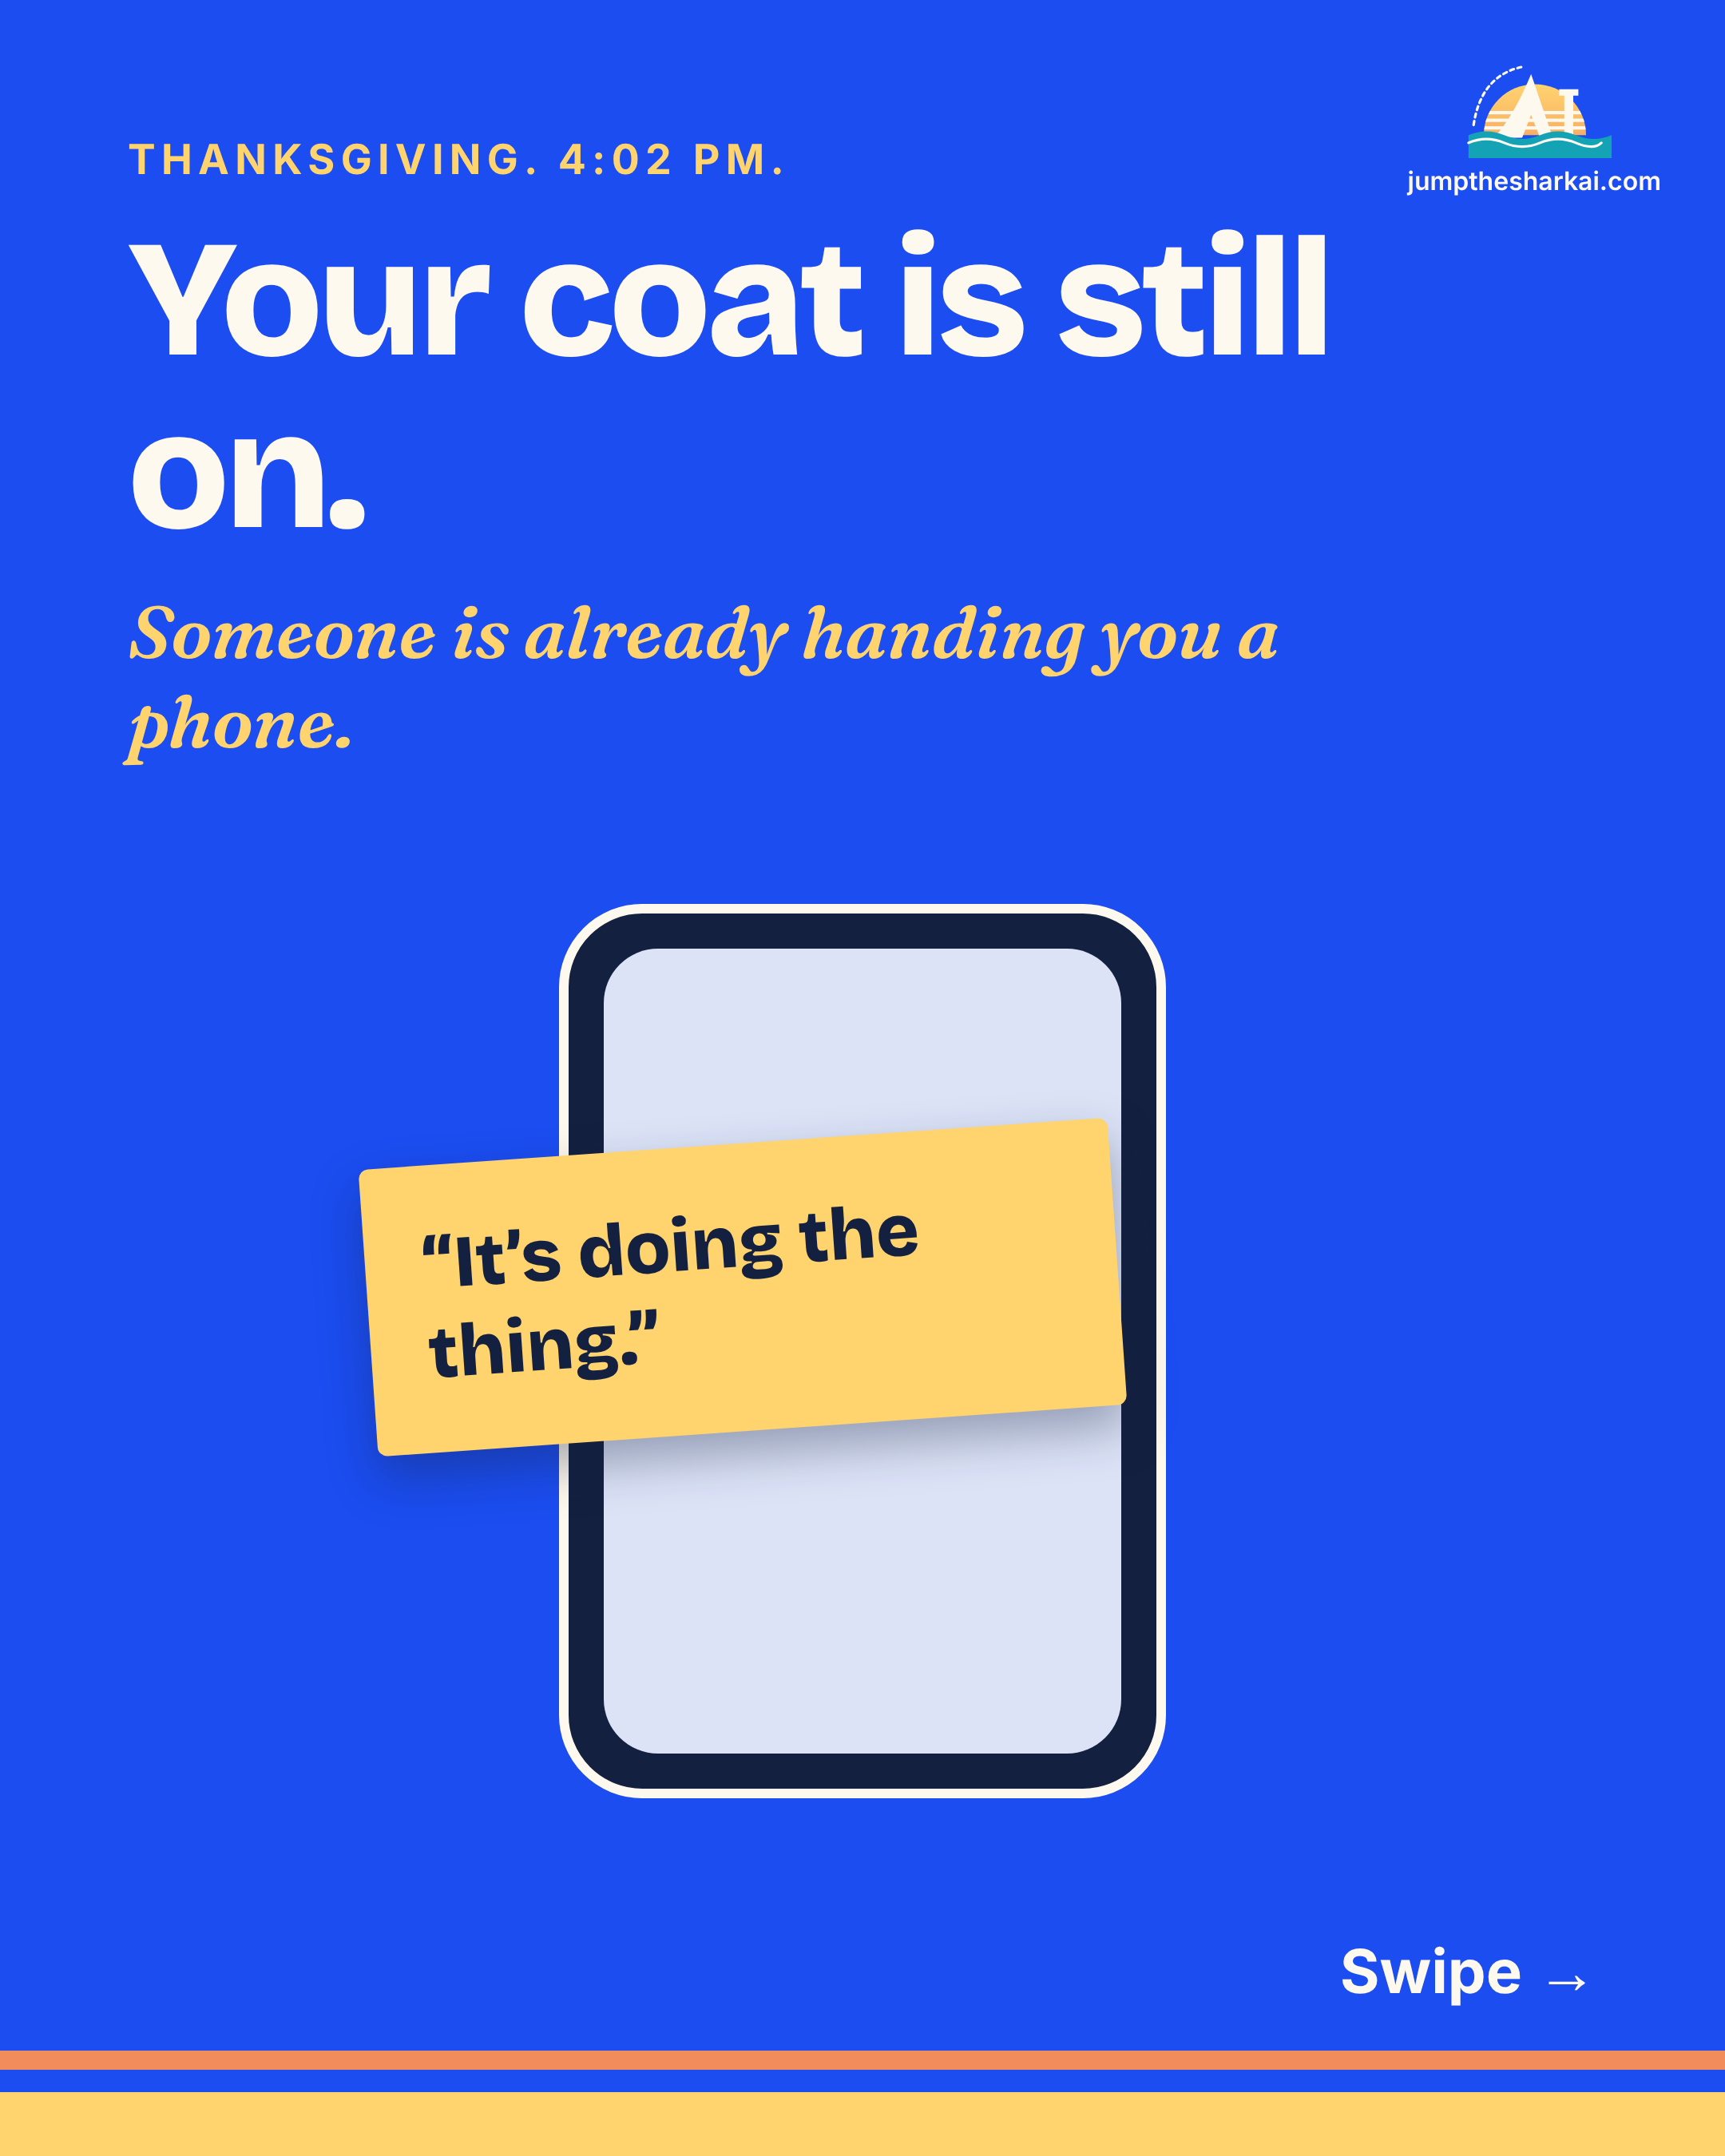 THANKSGIVING. 4:02 PM.
AI
jumpthesharkai.com
Your coat is still
on.
Someone is already handing you a
phone.
“It’s doing the
thing.”
Swipe →